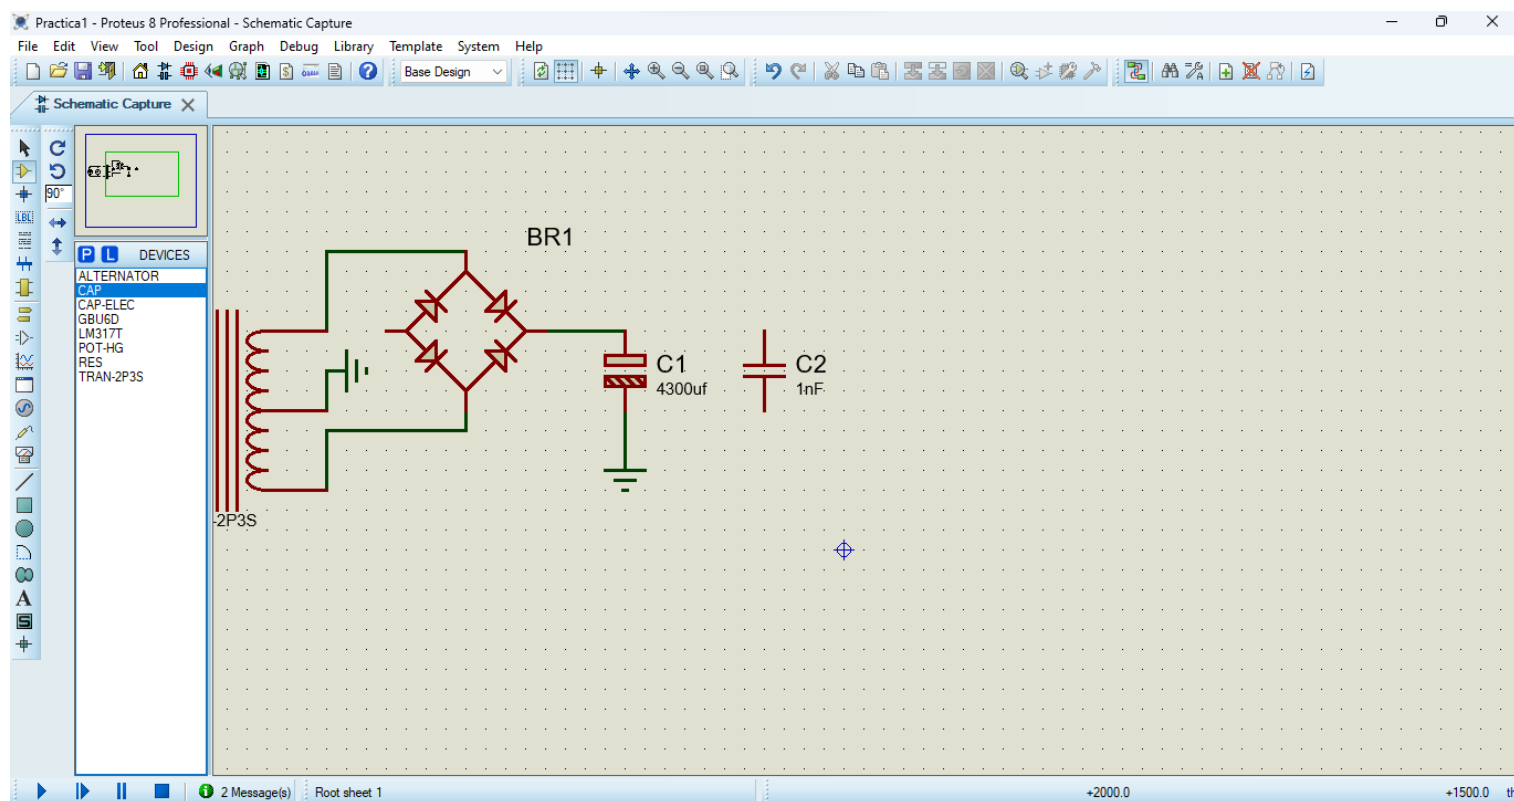 Practica1 - Proteus 8 Professional - Schematic Capture
File Edit View Tool Design Graph Debug Library Template System Help
Base Design
Schematic Capture
90°
LBL
P L DEVICES
ALTERNATOR
CAP
CAP-ELEC
GBU6D
LM317T
POT-HG
RES
TRAN-2P3S
A
S
BR1
C1
4300uf
C2
1nF
-2P3S
2 Message(s) Root sheet 1 +2000.0 +1500.0 th